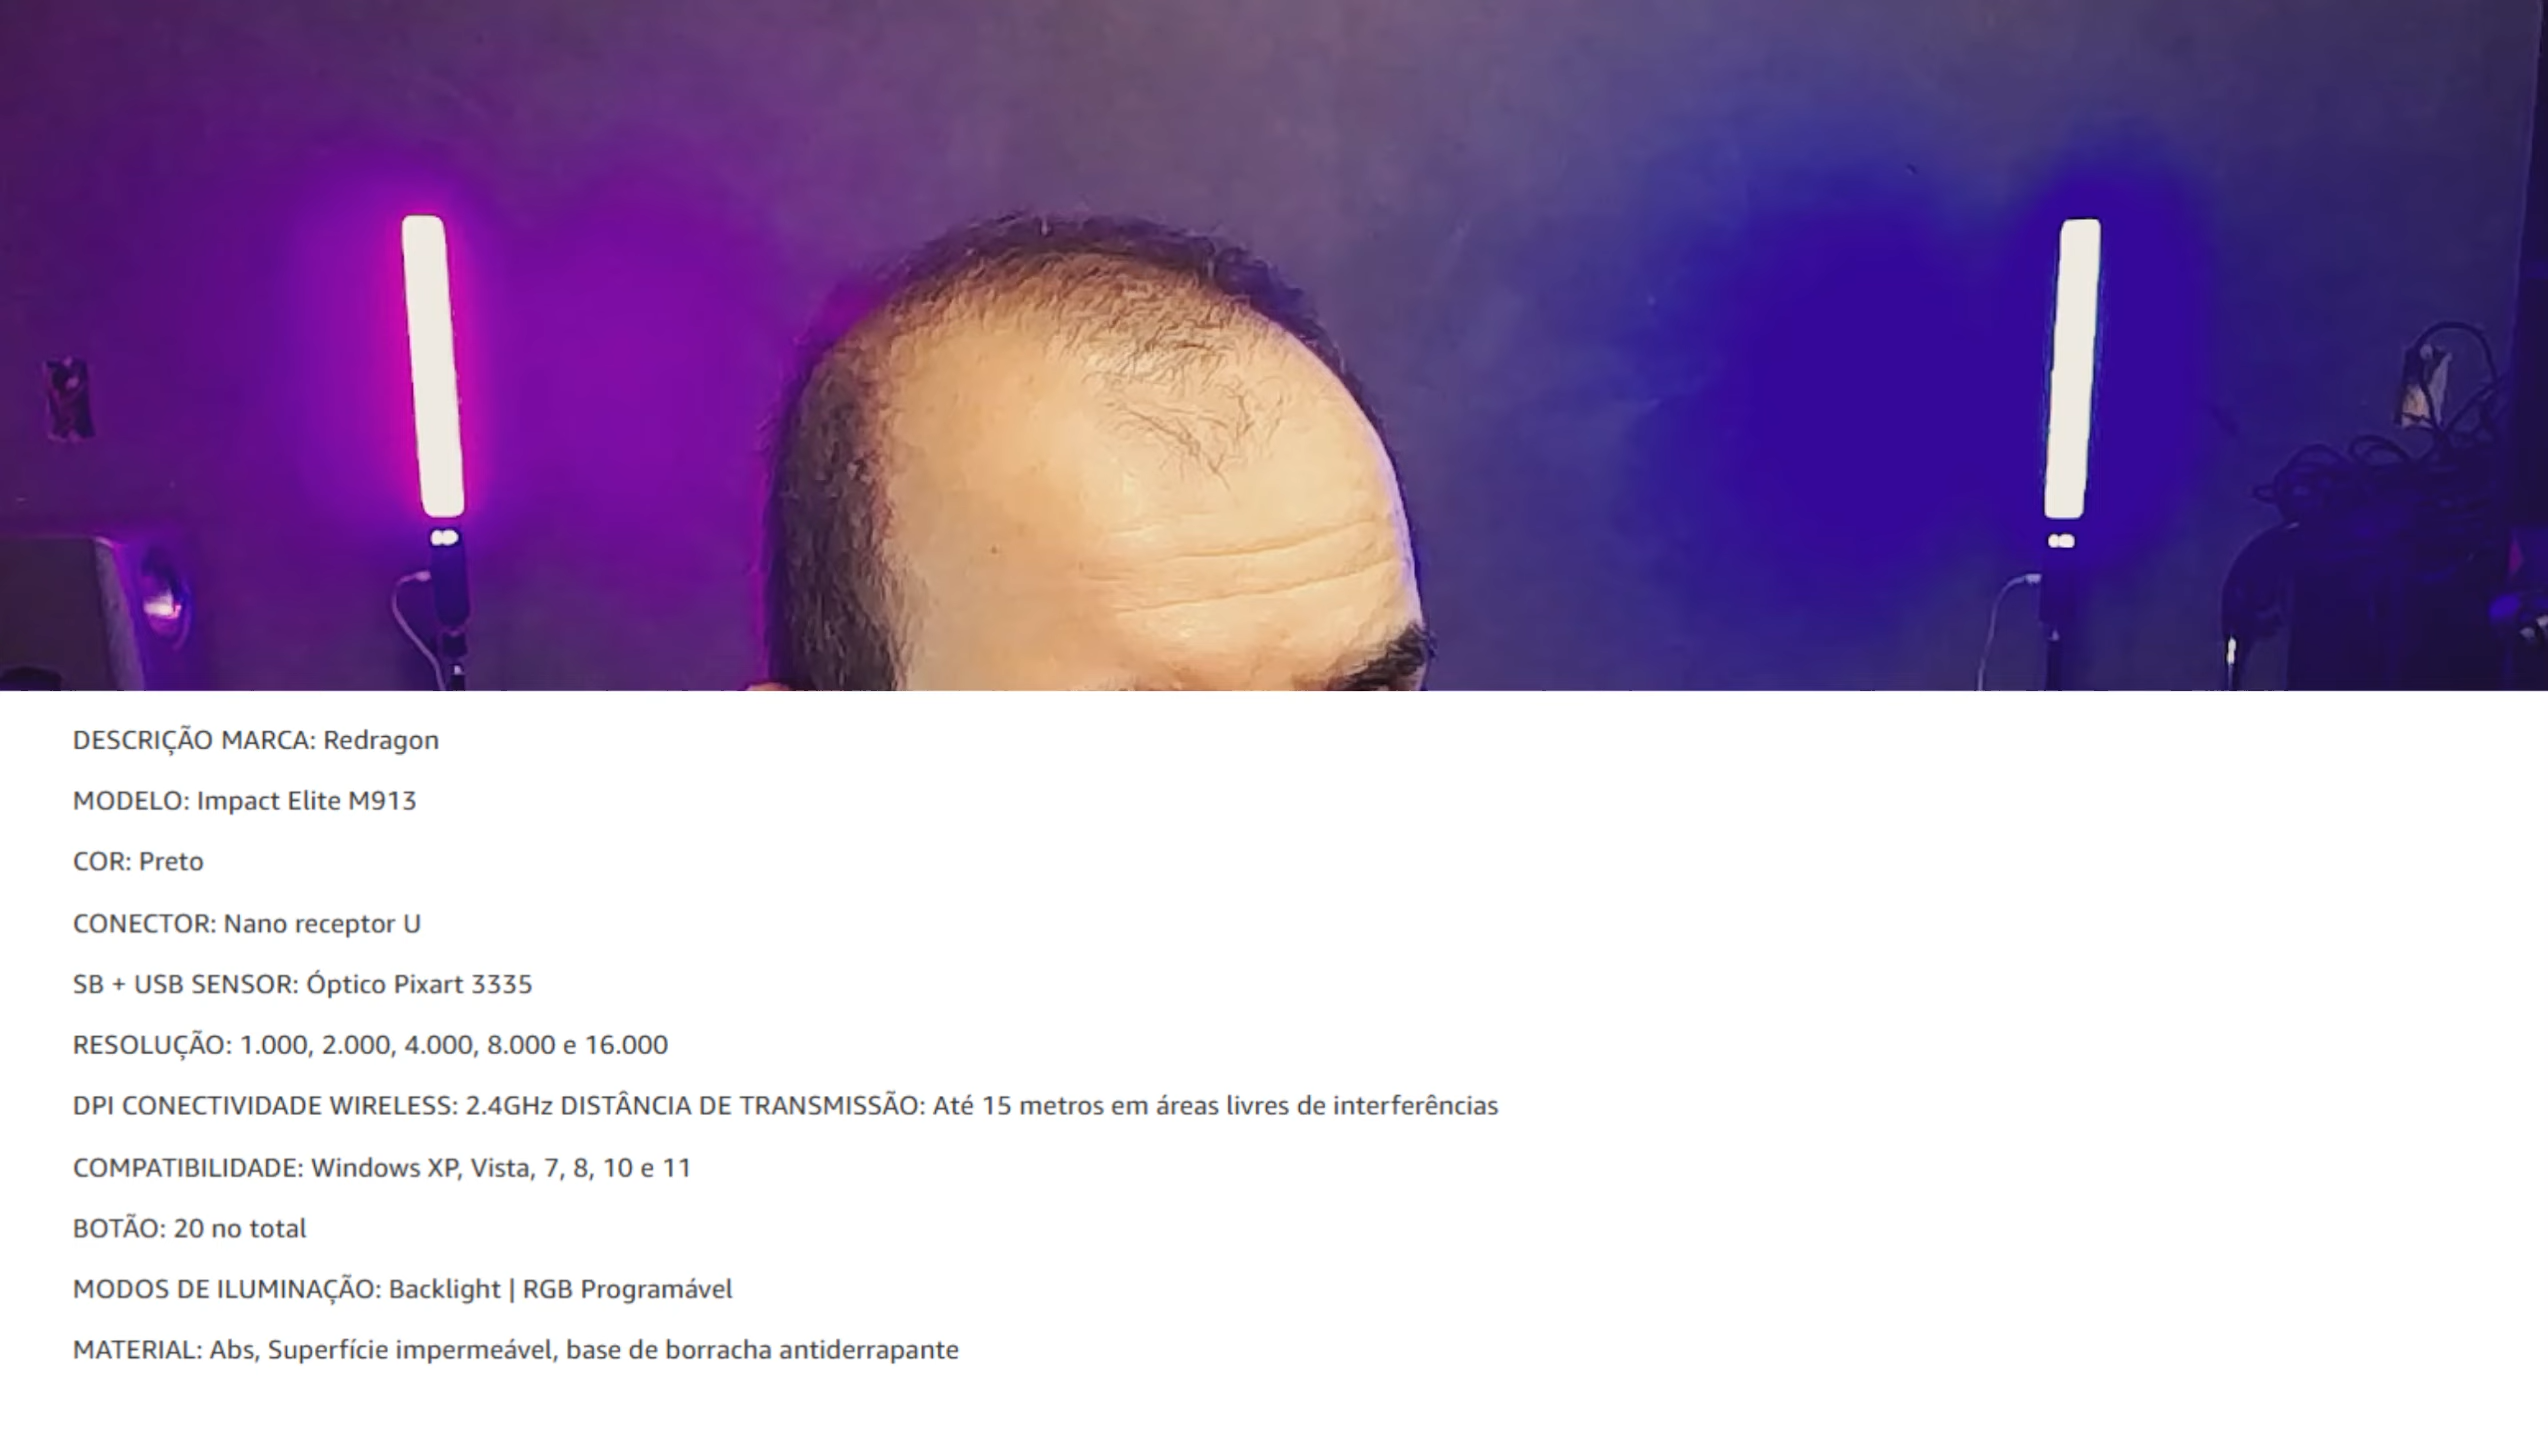 DESCRIÇÃO MARCA: Redragon
MODELO: Impact Elite M913
COR: Preto
CONECTOR: Nano receptor U
SB + USB SENSOR: Óptico Pixart 3335
RESOLUÇÃO: 1.000, 2.000, 4.000, 8.000 e 16.000
DPI CONECTIVIDADE WIRELESS: 2.4GHz DISTÂNCIA DE TRANSMISSÃO: Até 15 metros em áreas livres de interferências
COMPATIBILIDADE: Windows XP, Vista, 7, 8, 10 e 11
BOTÃO: 20 no total
MODOS DE ILUMINAÇÃO: Backlight | RGB Programável
MATERIAL: Abs, Superfície impermeável, base de borracha antiderrapante